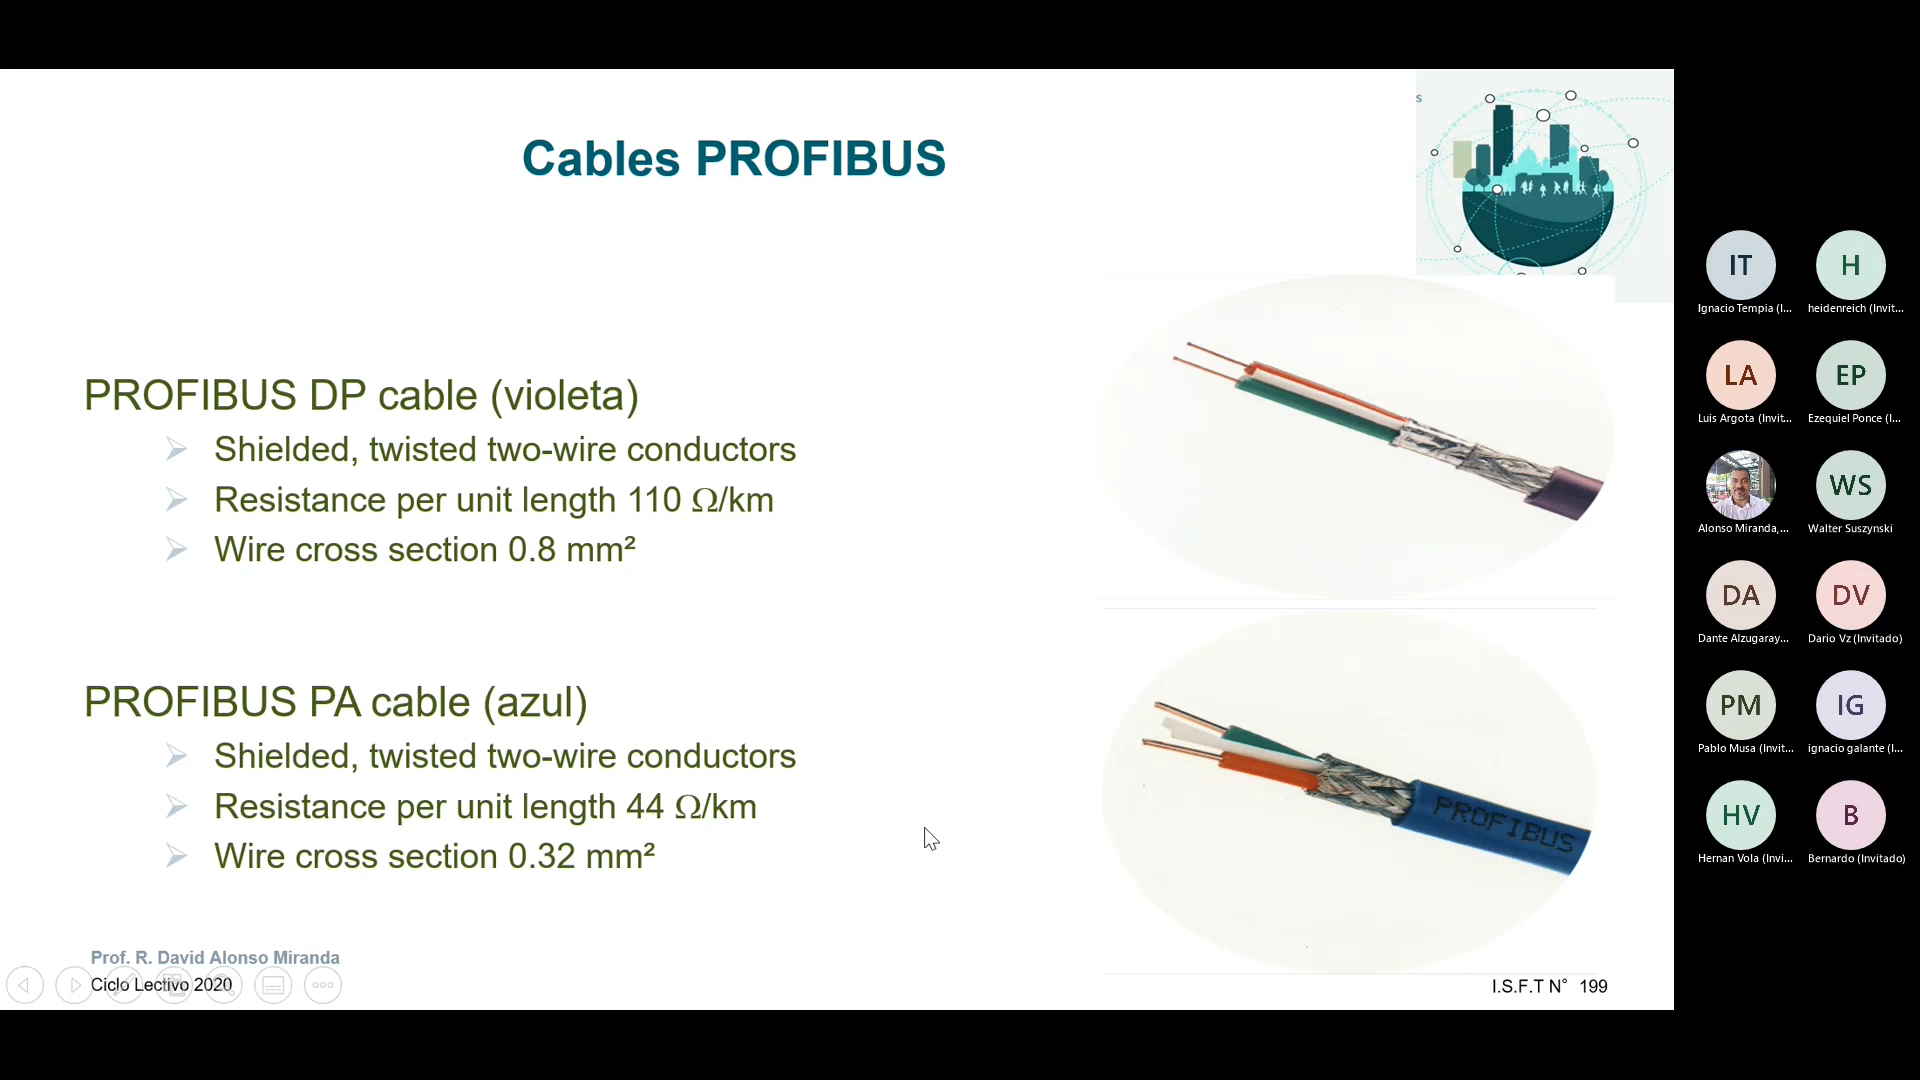 s
Cables PROFIBUS
PROFIBUS DP cable (violeta)
Shielded, twisted two-wire conductors
Resistance per unit length 110 Ω/km
Wire cross section 0.8 mm²
PROFIBUS PA cable (azul)
Shielded, twisted two-wire conductors
Resistance per unit length 44 Ω/km
Wire cross section 0.32 mm²
PROFIBUS
Prof. R. David Alonso Miranda
Ciclo Lectivo 2020
I.S.F.T N° 199
IT
H
Ignacio Tempia (I...
heidenreich (Invit...
LA
EP
Luis Argota (Invit...
Ezequiel Ponce (I...
WS
Alonso Miranda,...
Walter Suszynski
DA
DV
Dante Alzugaray...
Dario Vz (Invitado)
PM
IG
Pablo Musa (Invit...
ignacio galante (I...
HV
B
Hernan Vola (Invi...
Bernardo (Invitado)